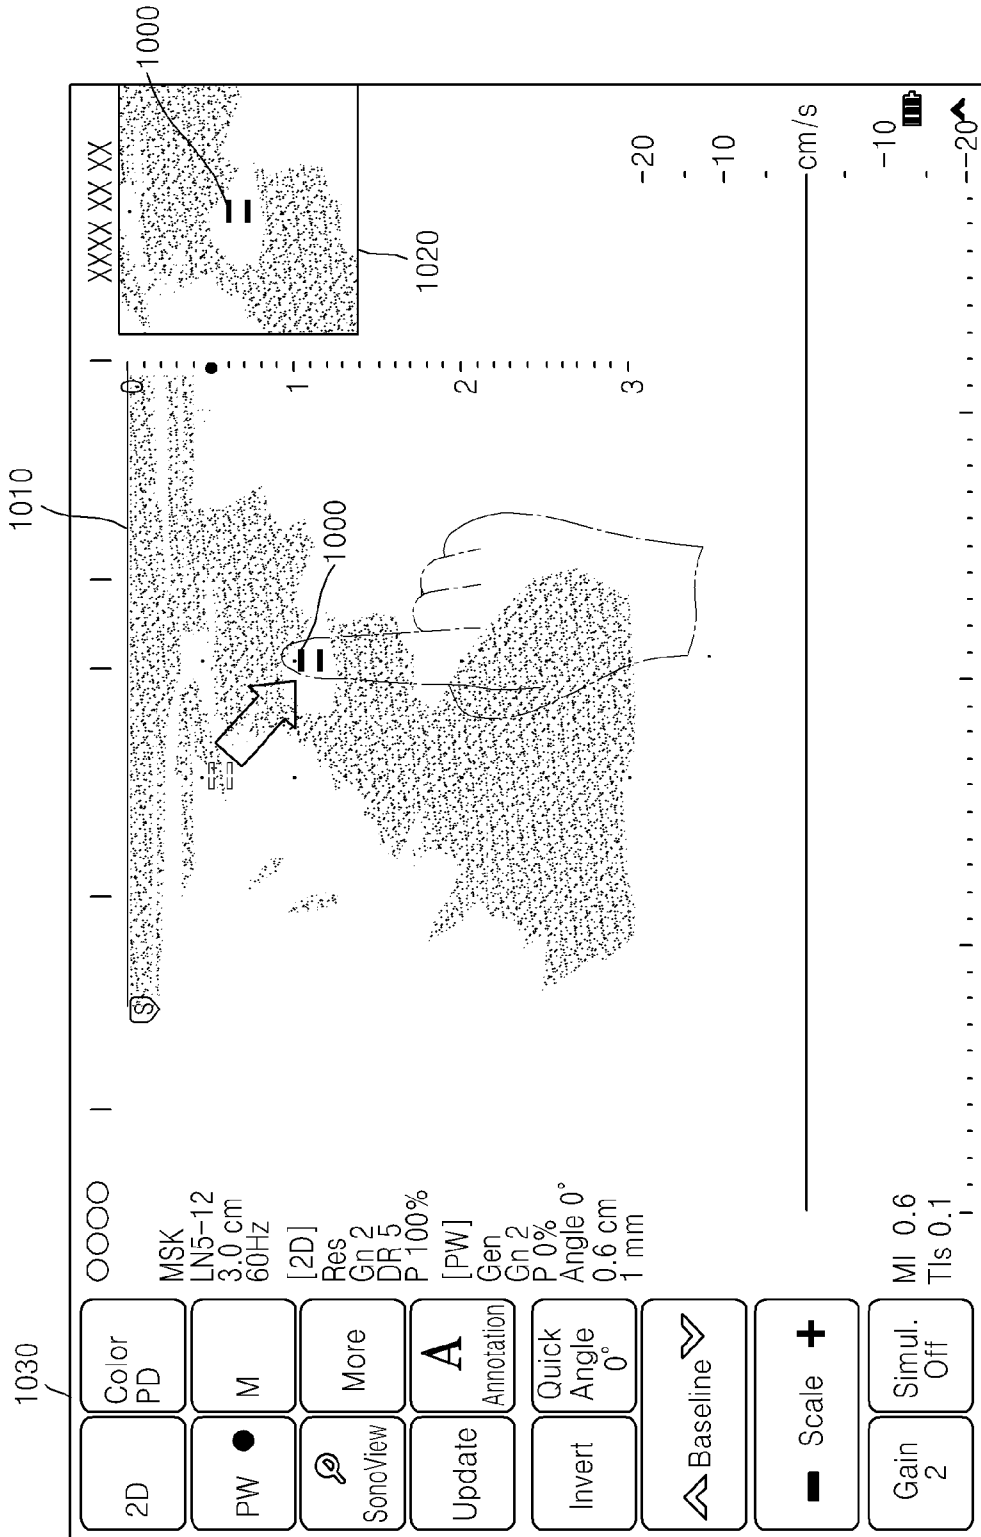 1030
1010
1000
2D
Color
PD
PW
M
SonoView
More
Update
A
Annotation
Invert
Quick
Angle
0°
Baseline
Scale
Gain
2
Simul.
Off
OOOO
MSK
LN5-12
3.0 cm
60Hz
[2D]
Res
Gn 2
DR 5
P 100%
[PW]
Gen
Gn 2
P 0%
Angle 0°
0.6 cm
1 mm
MI 0.6
TIs 0.1
S
1000
0
1
2
3
XXXX XX XX
1020
-20
-10
cm/s
-10
-20